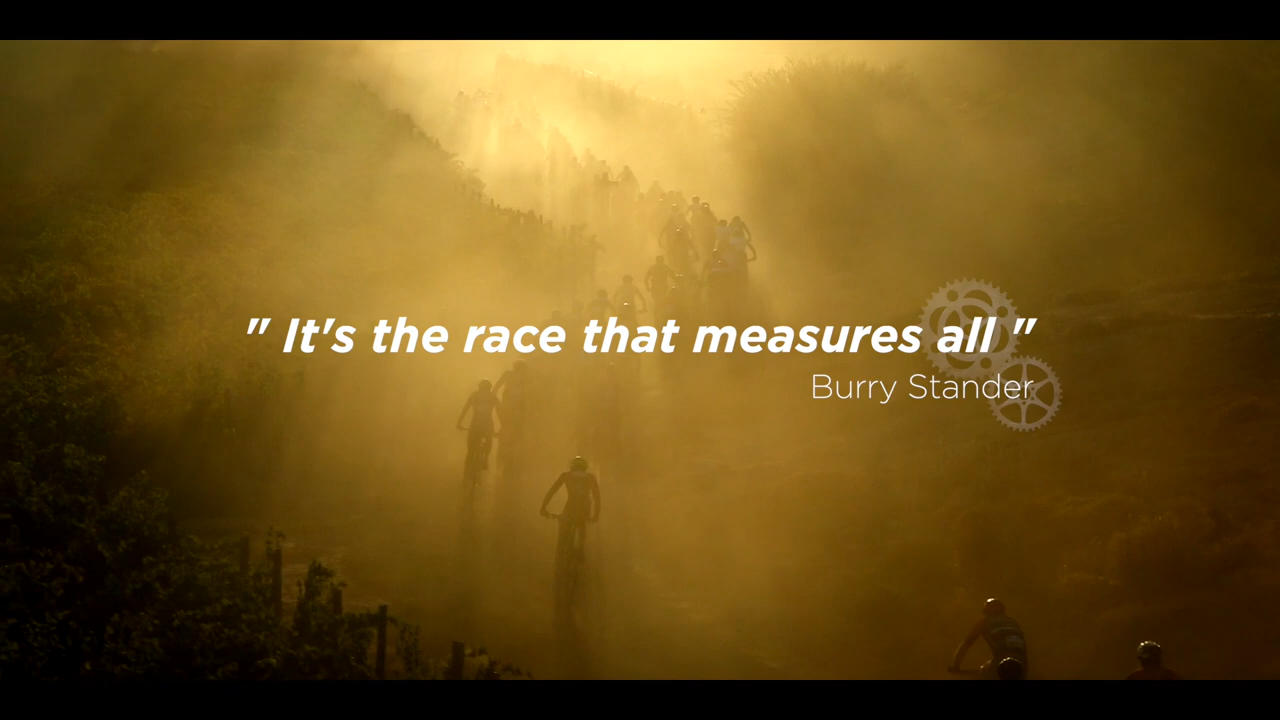 " It's the race that measures all "
Burry Stander